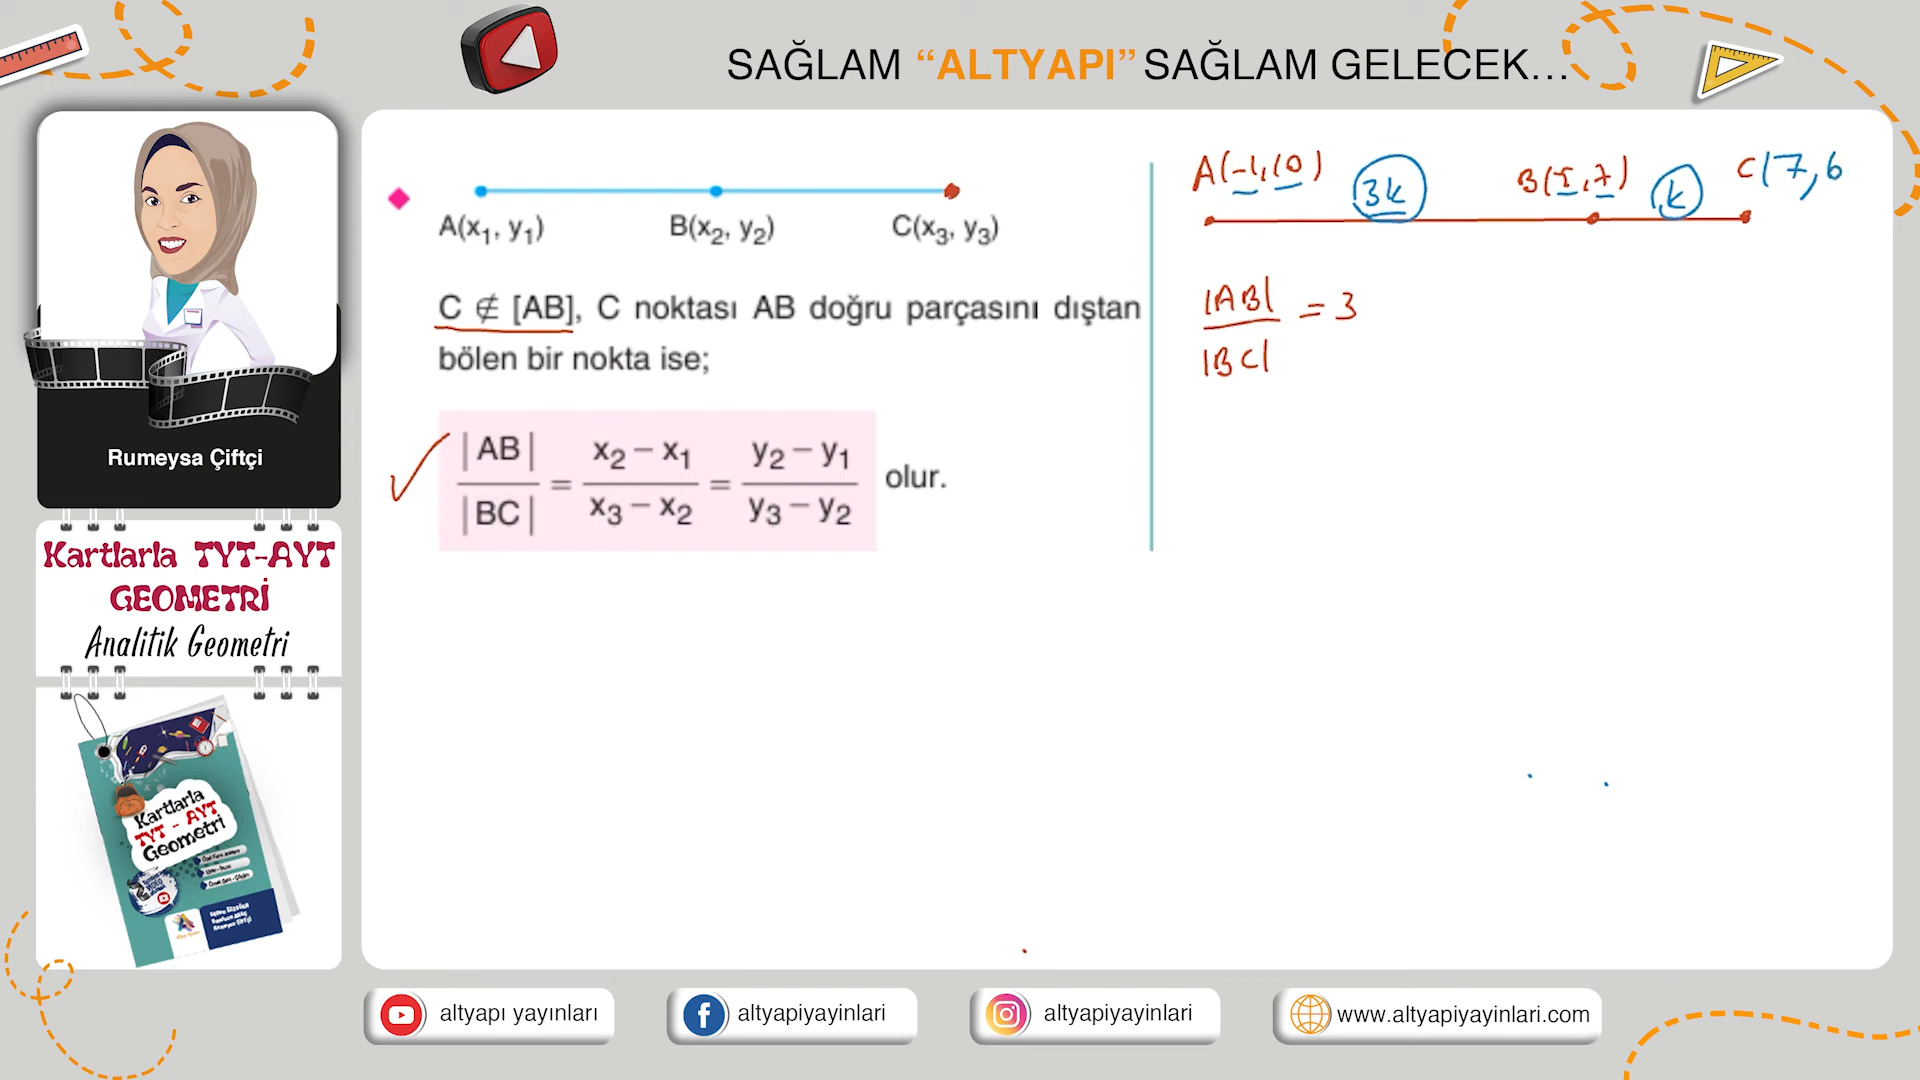 SAĞLAM “ALTYAPI” SAĞLAM GELECEK...
Rumeysa Çiftçi
Kartlarla TYT-AYT
GEOMETRİ
Analitik Geometri
Kartlarla
TYT - AYT
Geometri
A(x₁, y₁) B(x₂, y₂) C(x₃, y₃)
C ∉ [AB], C noktası AB doğru parçasını dıştan
bölen bir nokta ise;
|AB| / |BC| = x₂ – x₁ / x₃ – x₂ = y₂ – y₁ / y₃ – y₂ olur.
A(-1,10) 3k B(5,7) k C(7,6
|AB| / |BC| = 3
altyapı yayınları
altyapiyayinlari
altyapiyayinlari
www.altyapiyayinlari.com